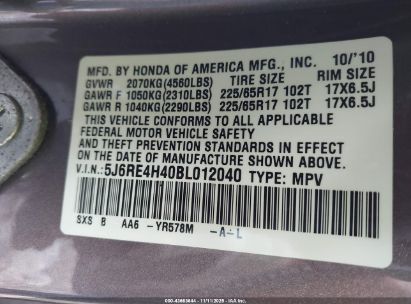 MFD. BY HONDA OF AMERICA MFG., INC. 10/'10
GVWR 2070KG(4560LBS) TIRE SIZE RIM SIZE
GAWR F 1050KG(2310LBS) 225/65R17 102T 17X6.5J
GAWR R 1040KG(2290LBS) 225/65R17 102T 17X6.5J
THIS VEHICLE CONFORMS TO ALL APPLICABLE
FEDERAL MOTOR VEHICLE SAFETY
AND THEFT PREVENTION STANDARDS IN EFFECT ON
THE DATE OF MANUFACTURE SHOWN ABOVE.
V.I.N.:5J6RE4H40BL012040 TYPE: MPV
SXS B AA6 -YR578M -A-L